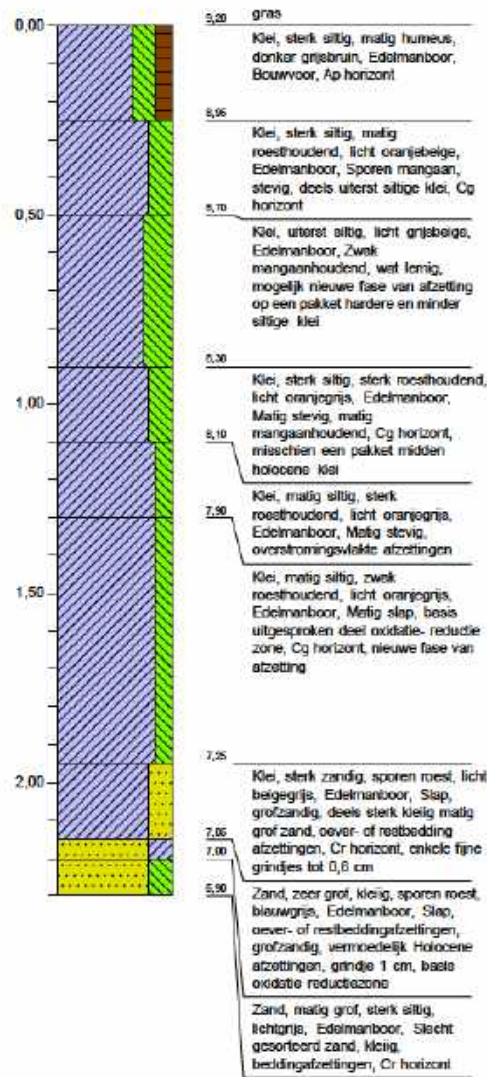 0,00
9,20
gras
Klei, sterk siltig, matig humeus,
donker grijsbruin, Edelmanboor,
Bouwvoor, Ap horizont
8,95
Klei, sterk siltig, matig
roesthoudend, licht oranjebeige,
Edelmanboor, Sporen mangaan,
stevig, deels uiterst siltige klei, Cg
horizont
0,50
8,70
Klei, uiterst siltig, licht grijsbeige,
Edelmanboor, Zwak
mangaanhoudend, wat lemig,
mogelijk nieuwe fase van afzetting
op een pakket hardere en minder
siltige klei
8,30
Klei, sterk siltig, sterk roesthoudend,
licht oranjegrijs, Edelmanboor,
Matig stevig, matig
mangaanhoudend, Cg horizont,
misschien een pakket midden
holocene klei
1,00
8,10
Klei, matig siltig, sterk
roesthoudend, licht oranjegrijs,
Edelmanboor, Matig stevig,
overstromingsvlakte afzettingen
7,90
Klei, matig siltig, zwak
roesthoudend, licht oranjegrijs,
Edelmanboor, Matig slap, basis
uitgesproken deel oxidatie- reductie
zone, Cg horizont, nieuwe fase van
afzetting
1,50
7,25
Klei, sterk zandig, sporen roest, licht
beigegrijs, Edelmanboor, Slap,
grofzandig, deels sterk kleiig matig
grof zand, oever- of restbedding
afzettingen, Cr horizont, enkele fijne
grindjes tot 0,6 cm
2,00
7,05
7,00
Zand, zeer grof, kleiig, sporen roest,
blauwgrijs, Edelmanboor, Slap,
oever- of restbeddingafzettingen,
grofzandig, vermoedelijk Holocene
afzettingen, grindje 1 cm, basis
oxidatie reductiezone
6,90
Zand, matig grof, sterk siltig,
lichtgrijs, Edelmanboor, Slecht
gesorteerd zand, kleiig,
beddingafzettingen, Cr horizont